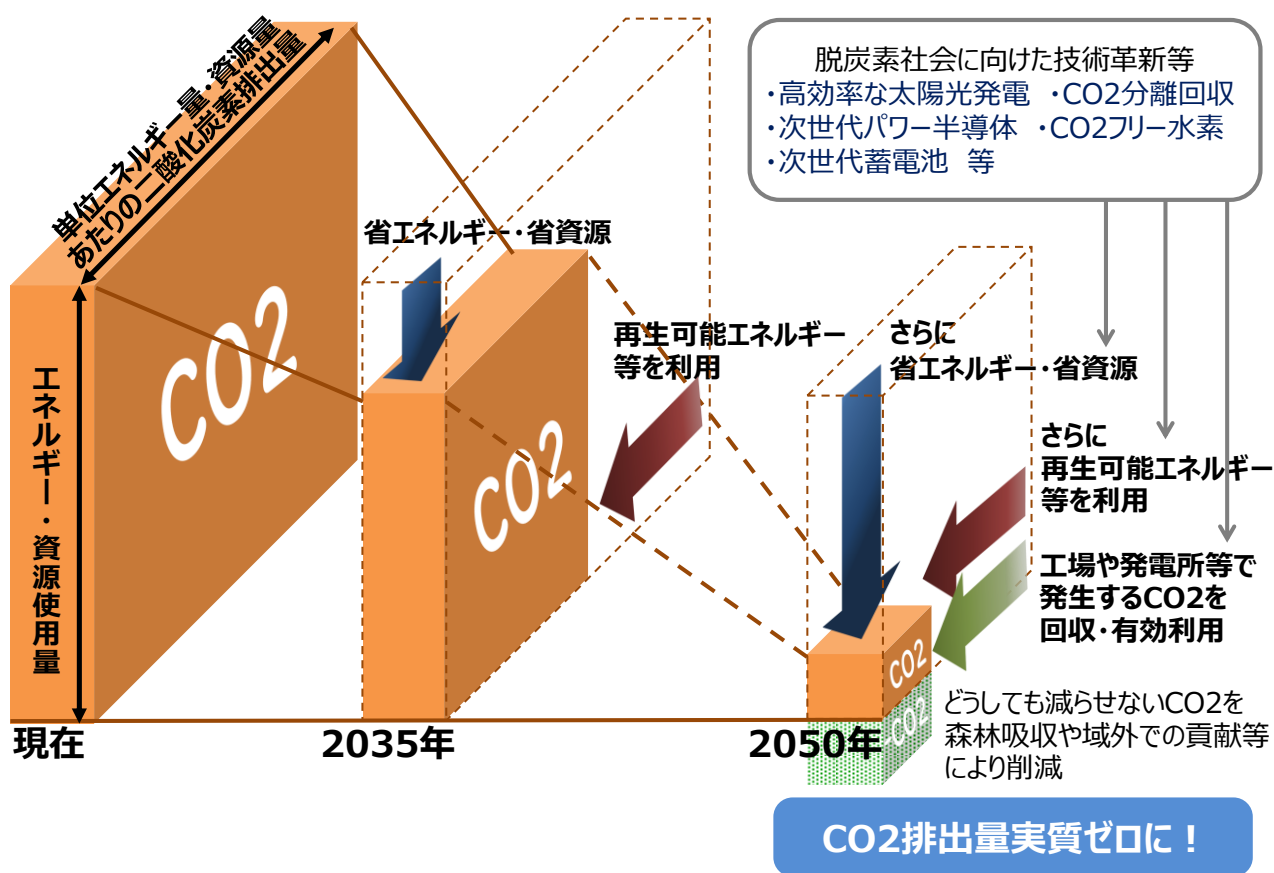 単位エネルギー量・資源量
あたりの二酸化炭素排出量
エネルギー・資源使用量
CO2
現在
省エネルギー・省資源
CO2
再生可能エネルギー
等を利用
2035年
脱炭素社会に向けた技術革新等
・高効率な太陽光発電 ・CO2分離回収
・次世代パワー半導体 ・CO2フリー水素
・次世代蓄電池 等
さらに
省エネルギー・省資源
さらに
再生可能エネルギー
等を利用
工場や発電所等で
発生するCO2を
回収・有効利用
CO2
-CO2
2050年
どうしても減らせないCO2を
森林吸収や域外での貢献等
により削減
CO2排出量実質ゼロに！